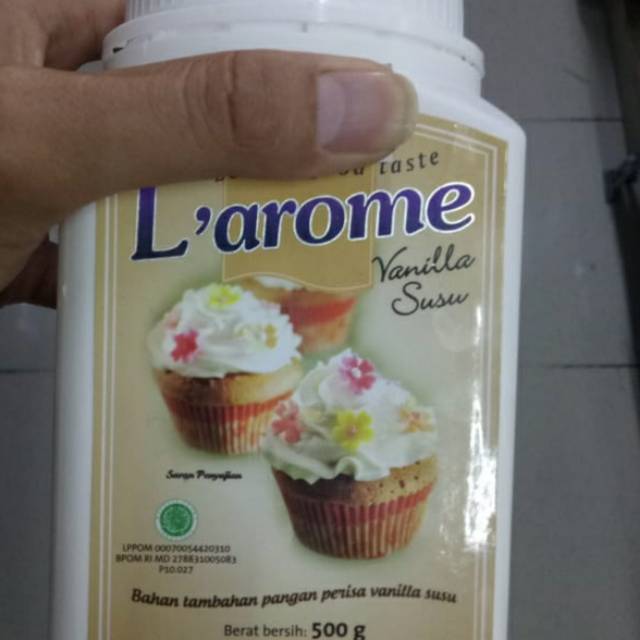 taste
L'arome
Vanilla
Susu
Saran Penyajian
LPPOM 00070054420310
BPOM RI MD 278831005083
P10.027
Bahan tambahan pangan perisa vanilla susu
Berat bersih: 500 g